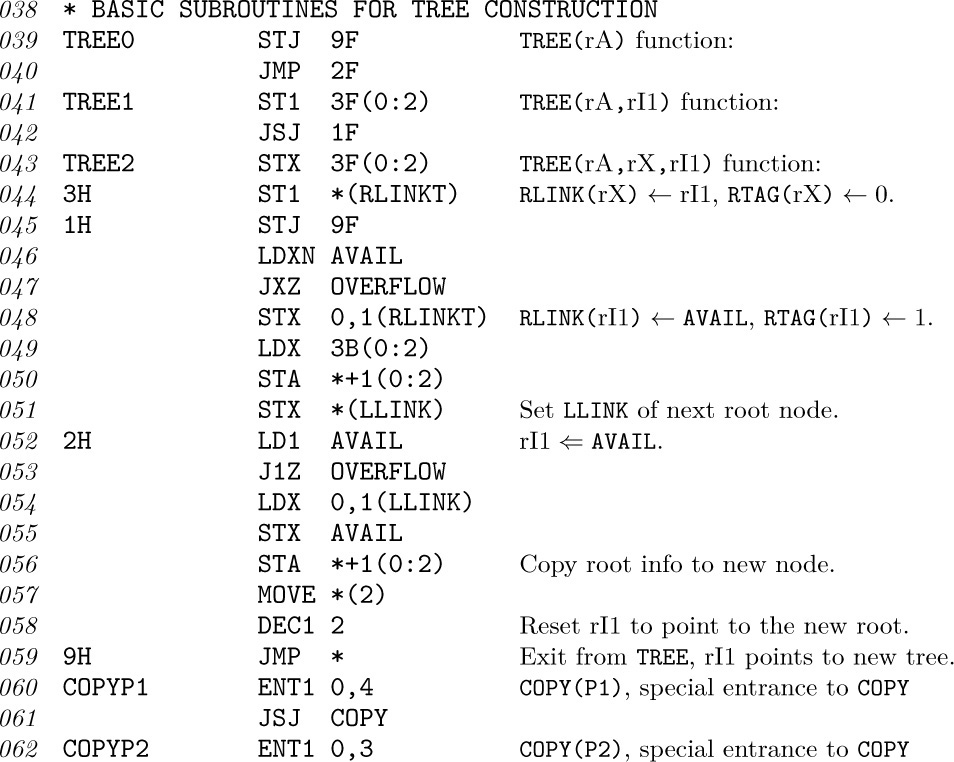 038 * BASIC SUBROUTINES FOR TREE CONSTRUCTION
039 TREE0 STJ 9F TREE(rA) function:
040 JMP 2F
041 TREE1 ST1 3F(0:2) TREE(rA,rI1) function:
042 JSJ 1F
043 TREE2 STX 3F(0:2) TREE(rA,rX,rI1) function:
044 3H ST1 *(RLINKT) RLINK(rX) ← rI1, RTAG(rX) ← 0.
045 1H STJ 9F
046 LDXN AVAIL
047 JXZ OVERFLOW
048 STX 0,1(RLINKT) RLINK(rI1) ← AVAIL, RTAG(rI1) ← 1.
049 LDX 3B(0:2)
050 STA *+1(0:2)
051 STX *(LLINK) Set LLINK of next root node.
052 2H LD1 AVAIL rI1 ⇐ AVAIL.
053 J1Z OVERFLOW
054 LDX 0,1(LLINK)
055 STX AVAIL
056 STA *+1(0:2) Copy root info to new node.
057 MOVE *(2)
058 DEC1 2 Reset rI1 to point to the new root.
059 9H JMP * Exit from TREE, rI1 points to new tree.
060 COPYP1 ENT1 0,4 COPY(P1), special entrance to COPY
061 JSJ COPY
062 COPYP2 ENT1 0,3 COPY(P2), special entrance to COPY